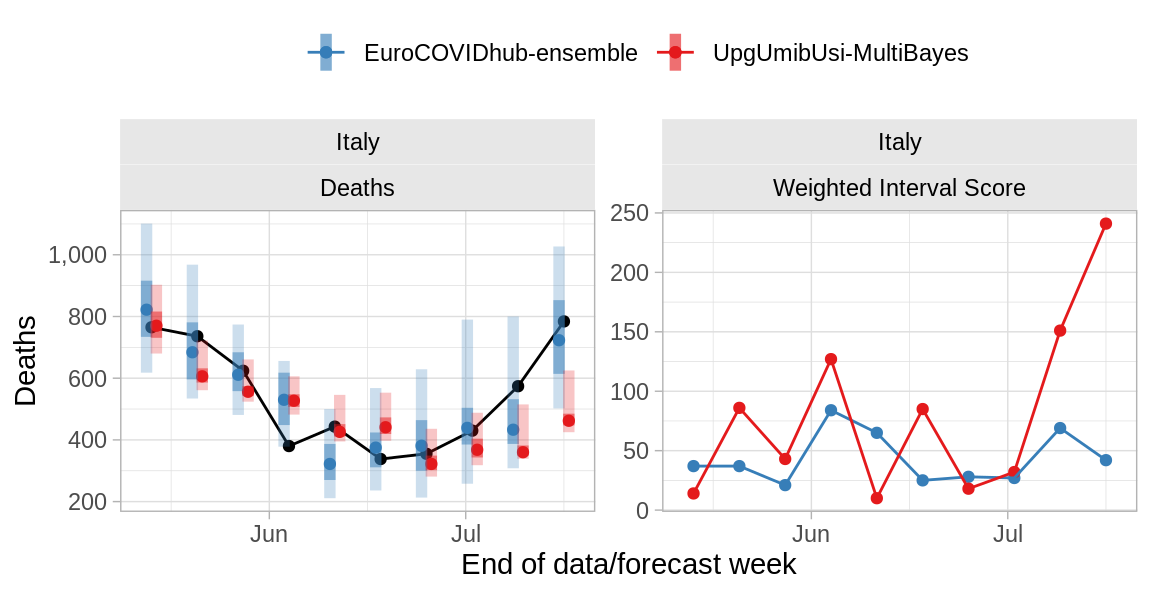 EuroCOVIDhub-ensemble UpgUmibUsi-MultiBayes
Italy
Deaths
Deaths
1,000
800
600
400
200
Jun Jul
Italy
Weighted Interval Score
250
200
150
100
50
0
Jun Jul
End of data/forecast week